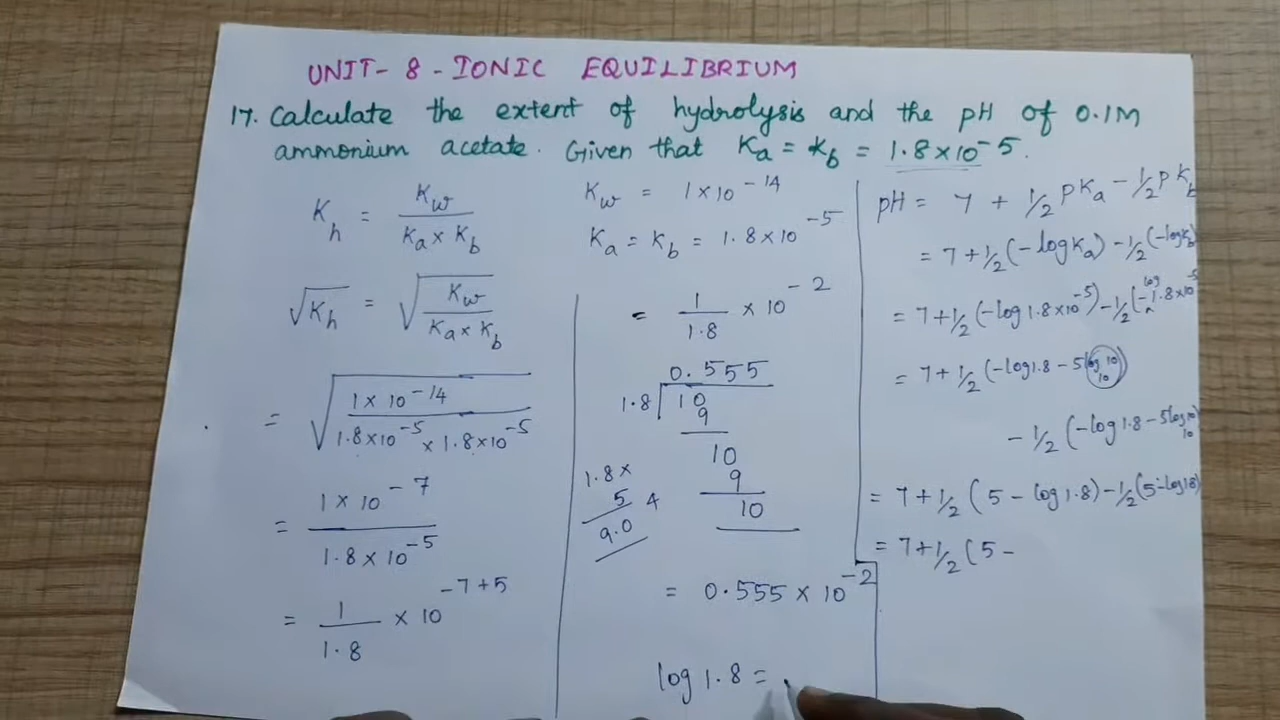 UNIT-8-IONIC EQUILIBRIUM
17. Calculate the extent of hydrolysis and the pH of 0.1M
ammonium acetate. Given that Ka = Kb = 1.8×10^-5.
Kh = Kw / (Ka × Kb)
√Kh = √(Kw / (Ka × Kb))
= √(1×10^-14 / (1.8×10^-5 × 1.8×10^-5))
= 1×10^-7 / (1.8×10^-5)
= 1/1.8 × 10^-7+5
Kw = 1×10^-14
Ka = Kb = 1.8×10^-5
= 1/1.8 × 10^-2
0.555
1.8 10
9
10
9
10
1.8×
5 4
9.0
= 0.555 × 10^-2
log 1.8 =
pH = 7 + 1/2 pKa - 1/2 pKb
= 7 + 1/2 (-log Ka) - 1/2 (-log Kb)
= 7 + 1/2 (-log 1.8×10^-5) - 1/2 (-log 1.8×10^-5
= 7 + 1/2 (-log 1.8 - 5 log 10 10)
- 1/2 (-log 1.8 - 5 log 10 10
= 7 + 1/2 (5 - log 1.8) - 1/2 (5 - log 1.8)
= 7 + 1/2 (5 -